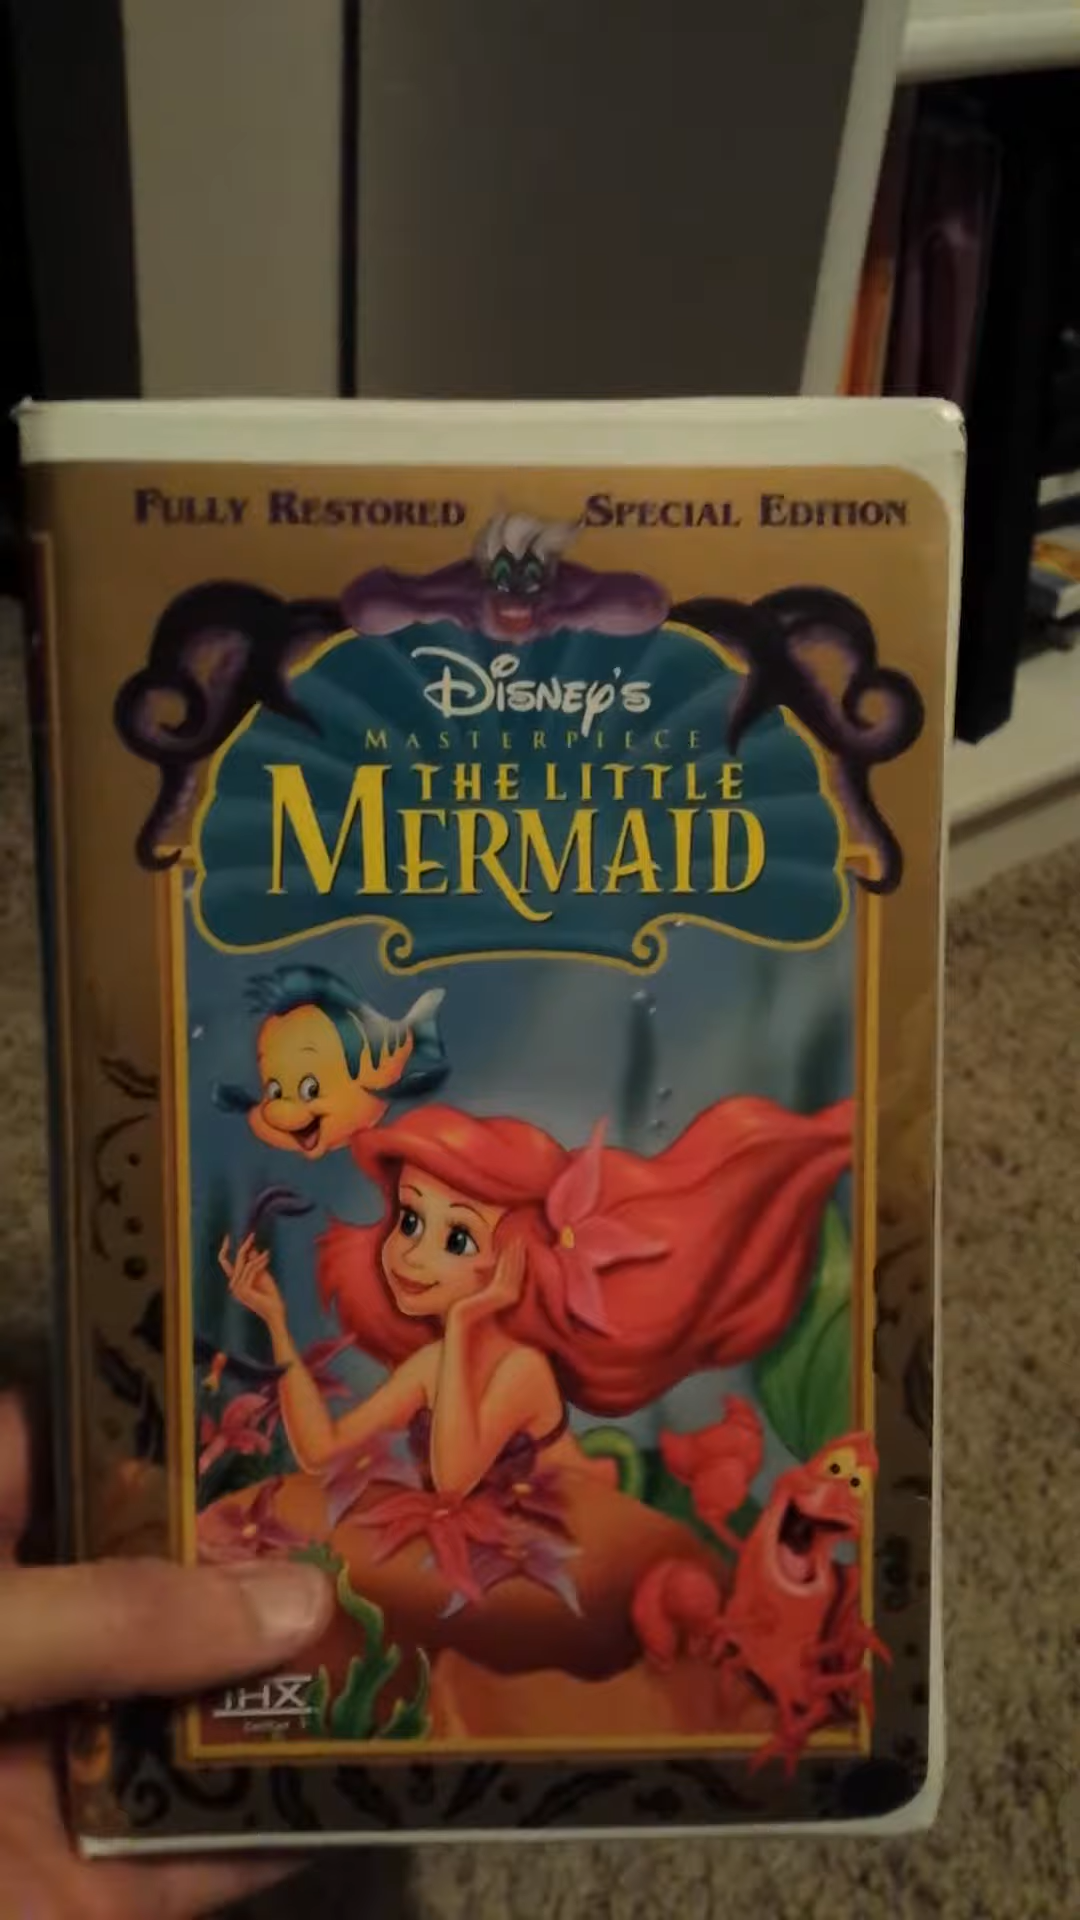 FULLY RESTORED SPECIAL EDITION
DISNEY'S
MASTERPIECE
THE LITTLE
MERMAID
THX